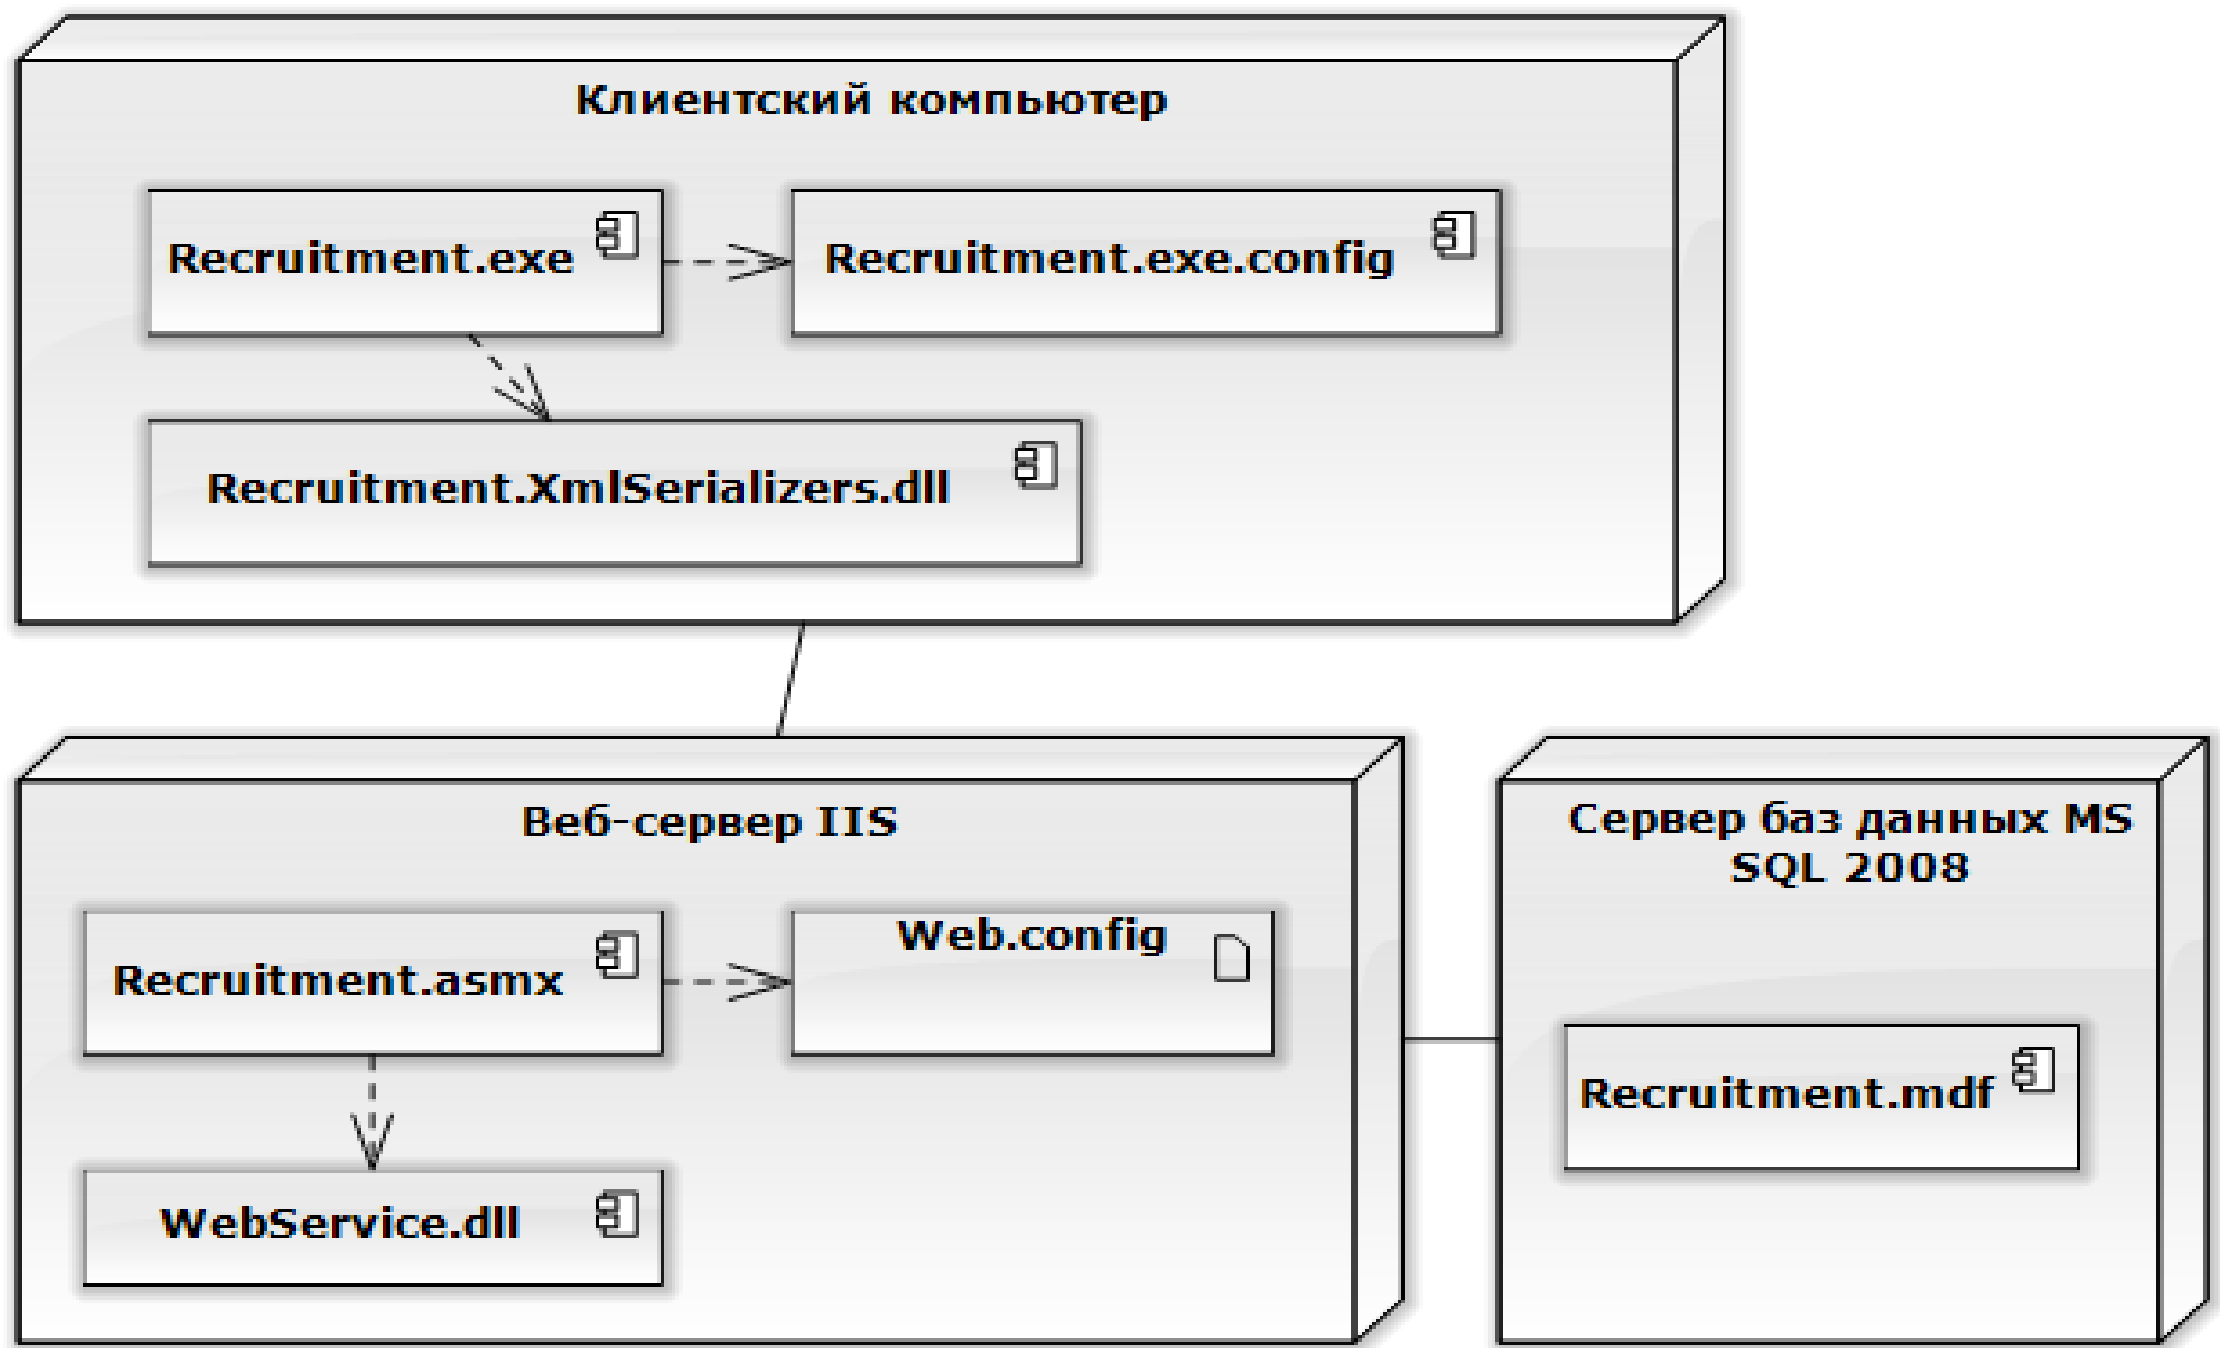 Клиентский компьютер
Recruitment.exe
Recruitment.exe.config
Recruitment.XmlSerializers.dll
Веб-сервер IIS
Recruitment.asmx
Web.config
WebService.dll
Сервер баз данных MS
SQL 2008
Recruitment.mdf